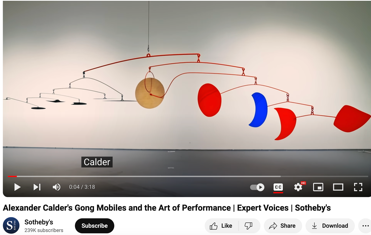 Calder
0:04 / 3:18
CC
Alexander Calder's Gong Mobiles and the Art of Performance | Expert Voices | Sotheby's
S
Sotheby's
239K subscribers
Subscribe
Like
Share
Download